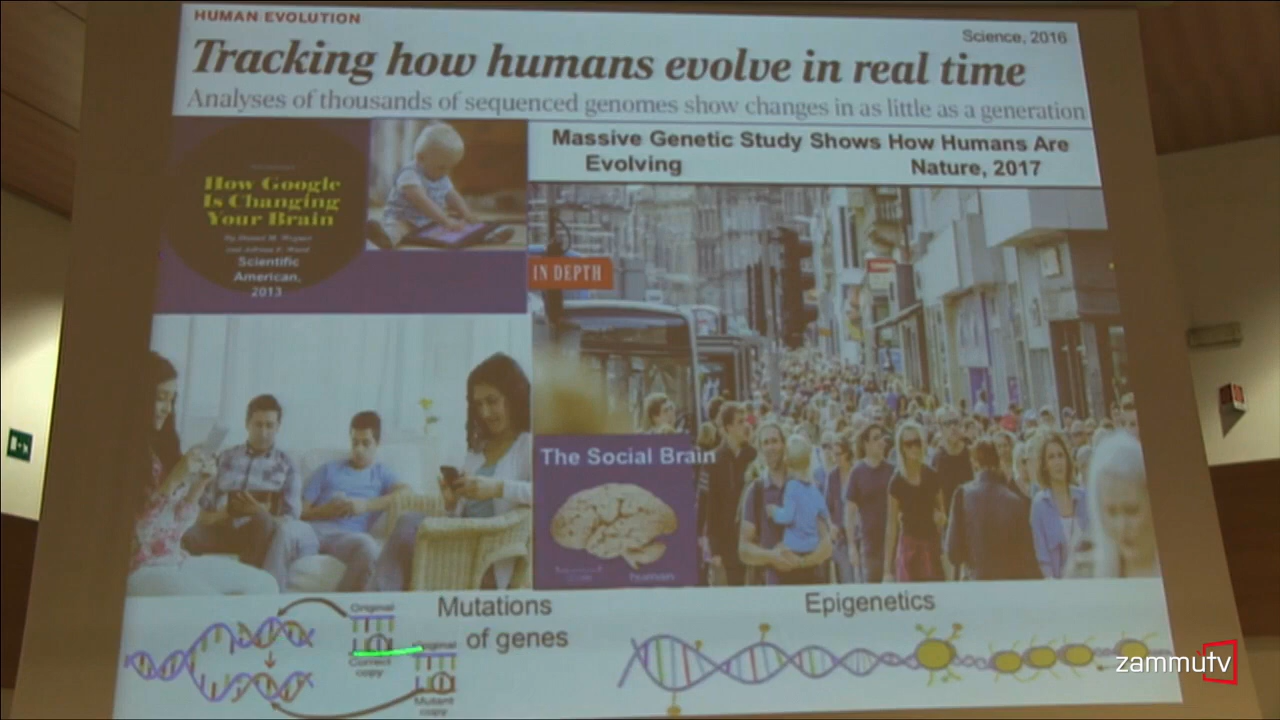 HUMAN EVOLUTION
Science, 2016
Tracking how humans evolve in real time
Analyses of thousands of sequenced genomes show changes in as little as a generation
Massive Genetic Study Shows How Humans Are
Evolving
Nature, 2017
How Google
Is Changing
Your Brain
Scientific
American,
2013
IN DEPTH
The Social Brain
human
Mutations
of genes
Original
Correct
copy
Original
Mutant
copy
Epigenetics
zammùtv